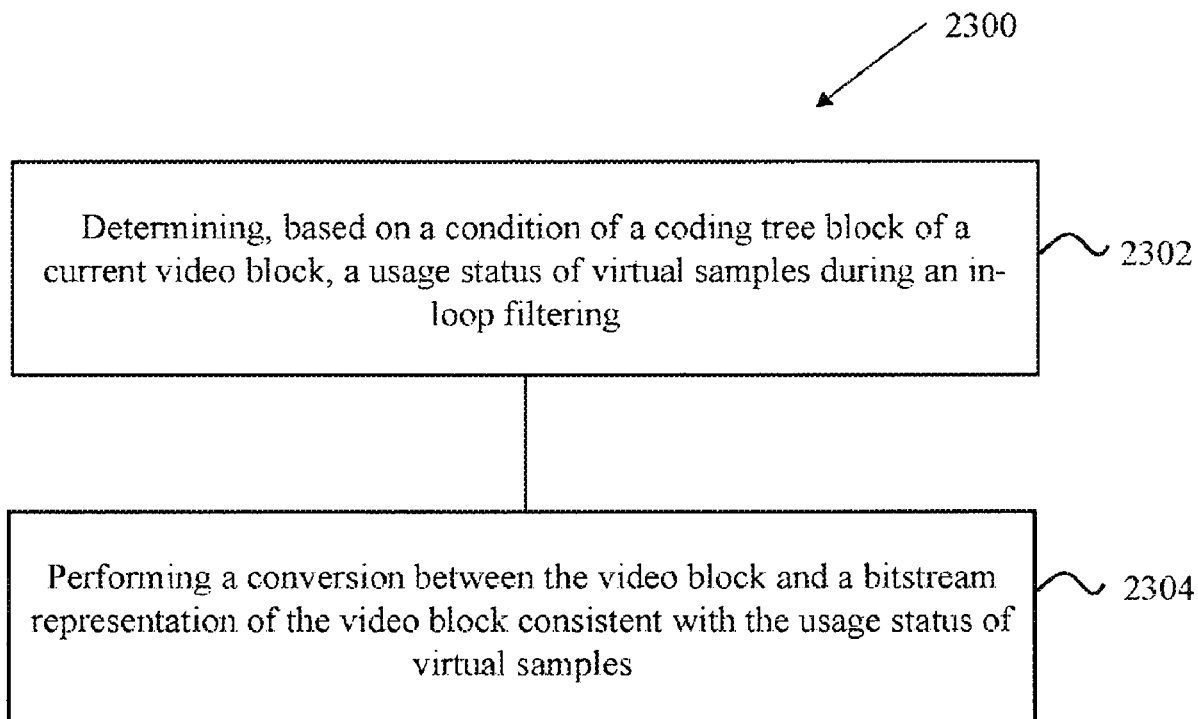 2300
Determining, based on a condition of a coding tree block of a
current video block, a usage status of virtual samples during an in-
loop filtering
2302
Performing a conversion between the video block and a bitstream
representation of the video block consistent with the usage status of
virtual samples
2304